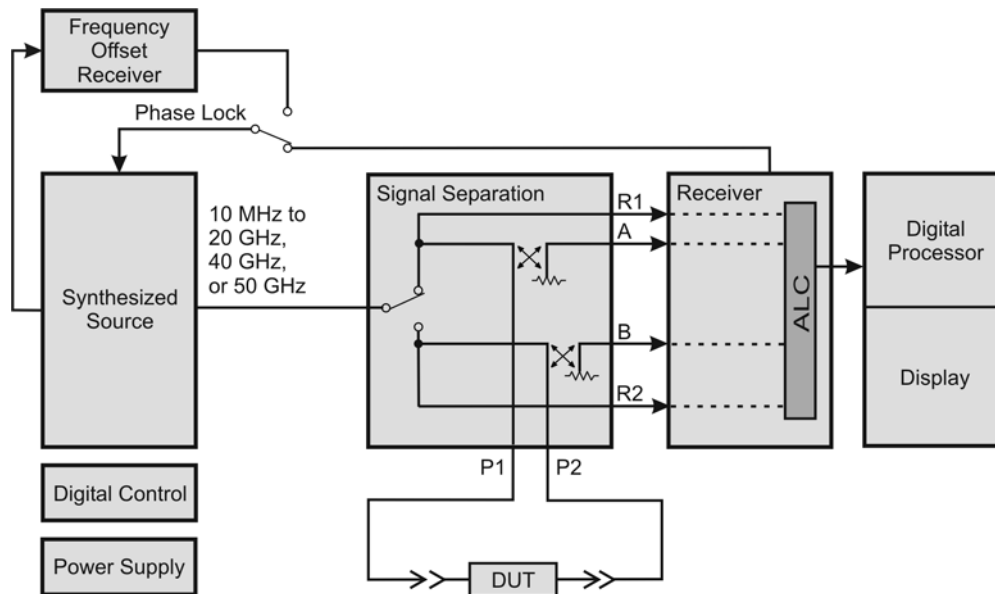 Frequency
Offset
Receiver
Phase Lock
Synthesized
Source
10 MHz to
20 GHz,
40 GHz,
or 50 GHz
Signal Separation
R1
A
B
R2
P1
P2
Receiver
ALC
Digital
Processor
Display
Digital Control
Power Supply
DUT